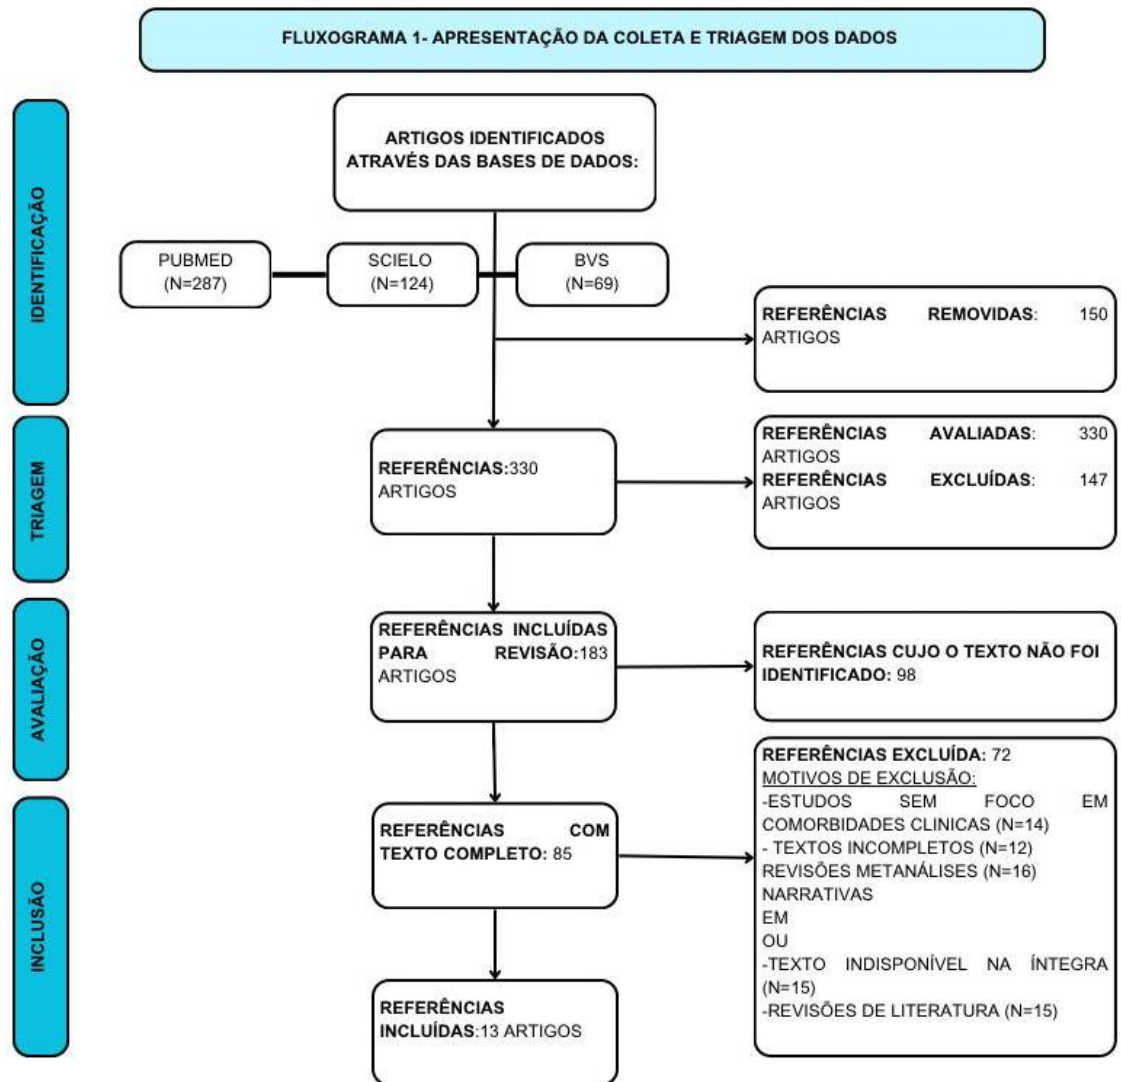 FLUXOGRAMA 1- APRESENTAÇÃO DA COLETA E TRIAGEM DOS DADOS
IDENTIFICAÇÃO
ARTIGOS IDENTIFICADOS
ATRAVÉS DAS BASES DE DADOS:
PUBMED
(N=287)
SCIELO
(N=124)
BVS
(N=69)
REFERÊNCIAS REMOVIDAS: 150
ARTIGOS
TRIAGEM
REFERÊNCIAS:330
ARTIGOS
REFERÊNCIAS AVALIADAS: 330
ARTIGOS
REFERÊNCIAS EXCLUÍDAS: 147
ARTIGOS
AVALIAÇÃO
REFERÊNCIAS INCLUÍDAS
PARA REVISÃO:183
ARTIGOS
REFERÊNCIAS CUJO O TEXTO NÃO FOI
IDENTIFICADO: 98
INCLUSÃO
REFERÊNCIAS COM
TEXTO COMPLETO: 85
REFERÊNCIAS EXCLUÍDA: 72
MOTIVOS DE EXCLUSÃO:
-ESTUDOS SEM FOCO EM
COMORBIDADES CLINICAS (N=14)
- TEXTOS INCOMPLETOS (N=12)
REVISÕES METANÁLISES (N=16)
NARRATIVAS
EM
OU
-TEXTO INDISPONÍVEL NA ÍNTEGRA
(N=15)
-REVISÕES DE LITERATURA (N=15)
REFERÊNCIAS
INCLUÍDAS:13 ARTIGOS